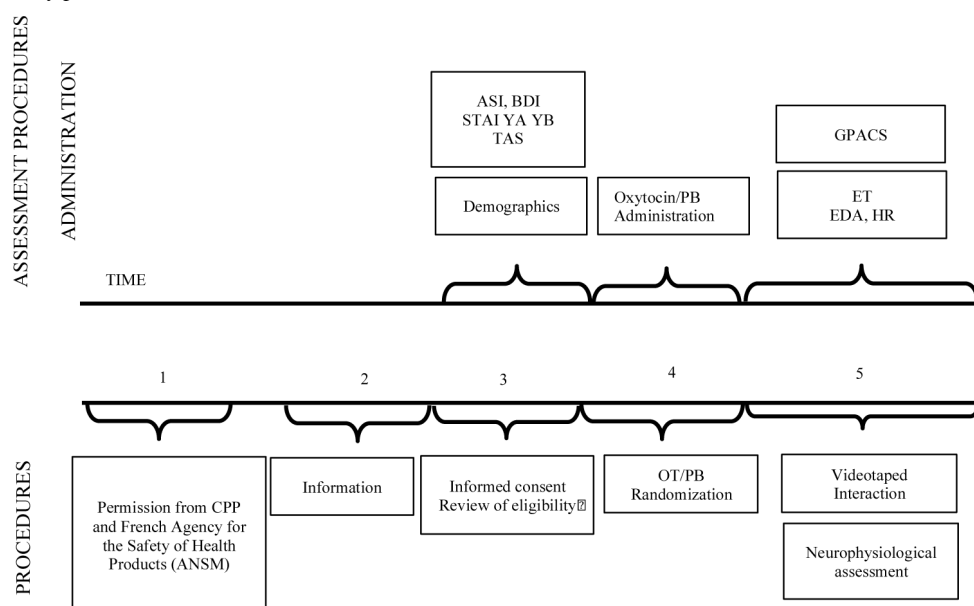 ASSESSMENT PROCEDURES
ADMINISTRATION
ASI, BDI
STAI YA YB
TAS
GPACS
Demographics
Oxytocin/PB
Administration
ET
EDA, HR
TIME
1
2
3
4
5
PROCEDURES
Permission from CPP
and French Agency for
the Safety of Health
Products (ANSM)
Information
Informed consent
Review of eligibility
OT/PB
Randomization
Videotaped
Interaction
Neurophysiological
assessment